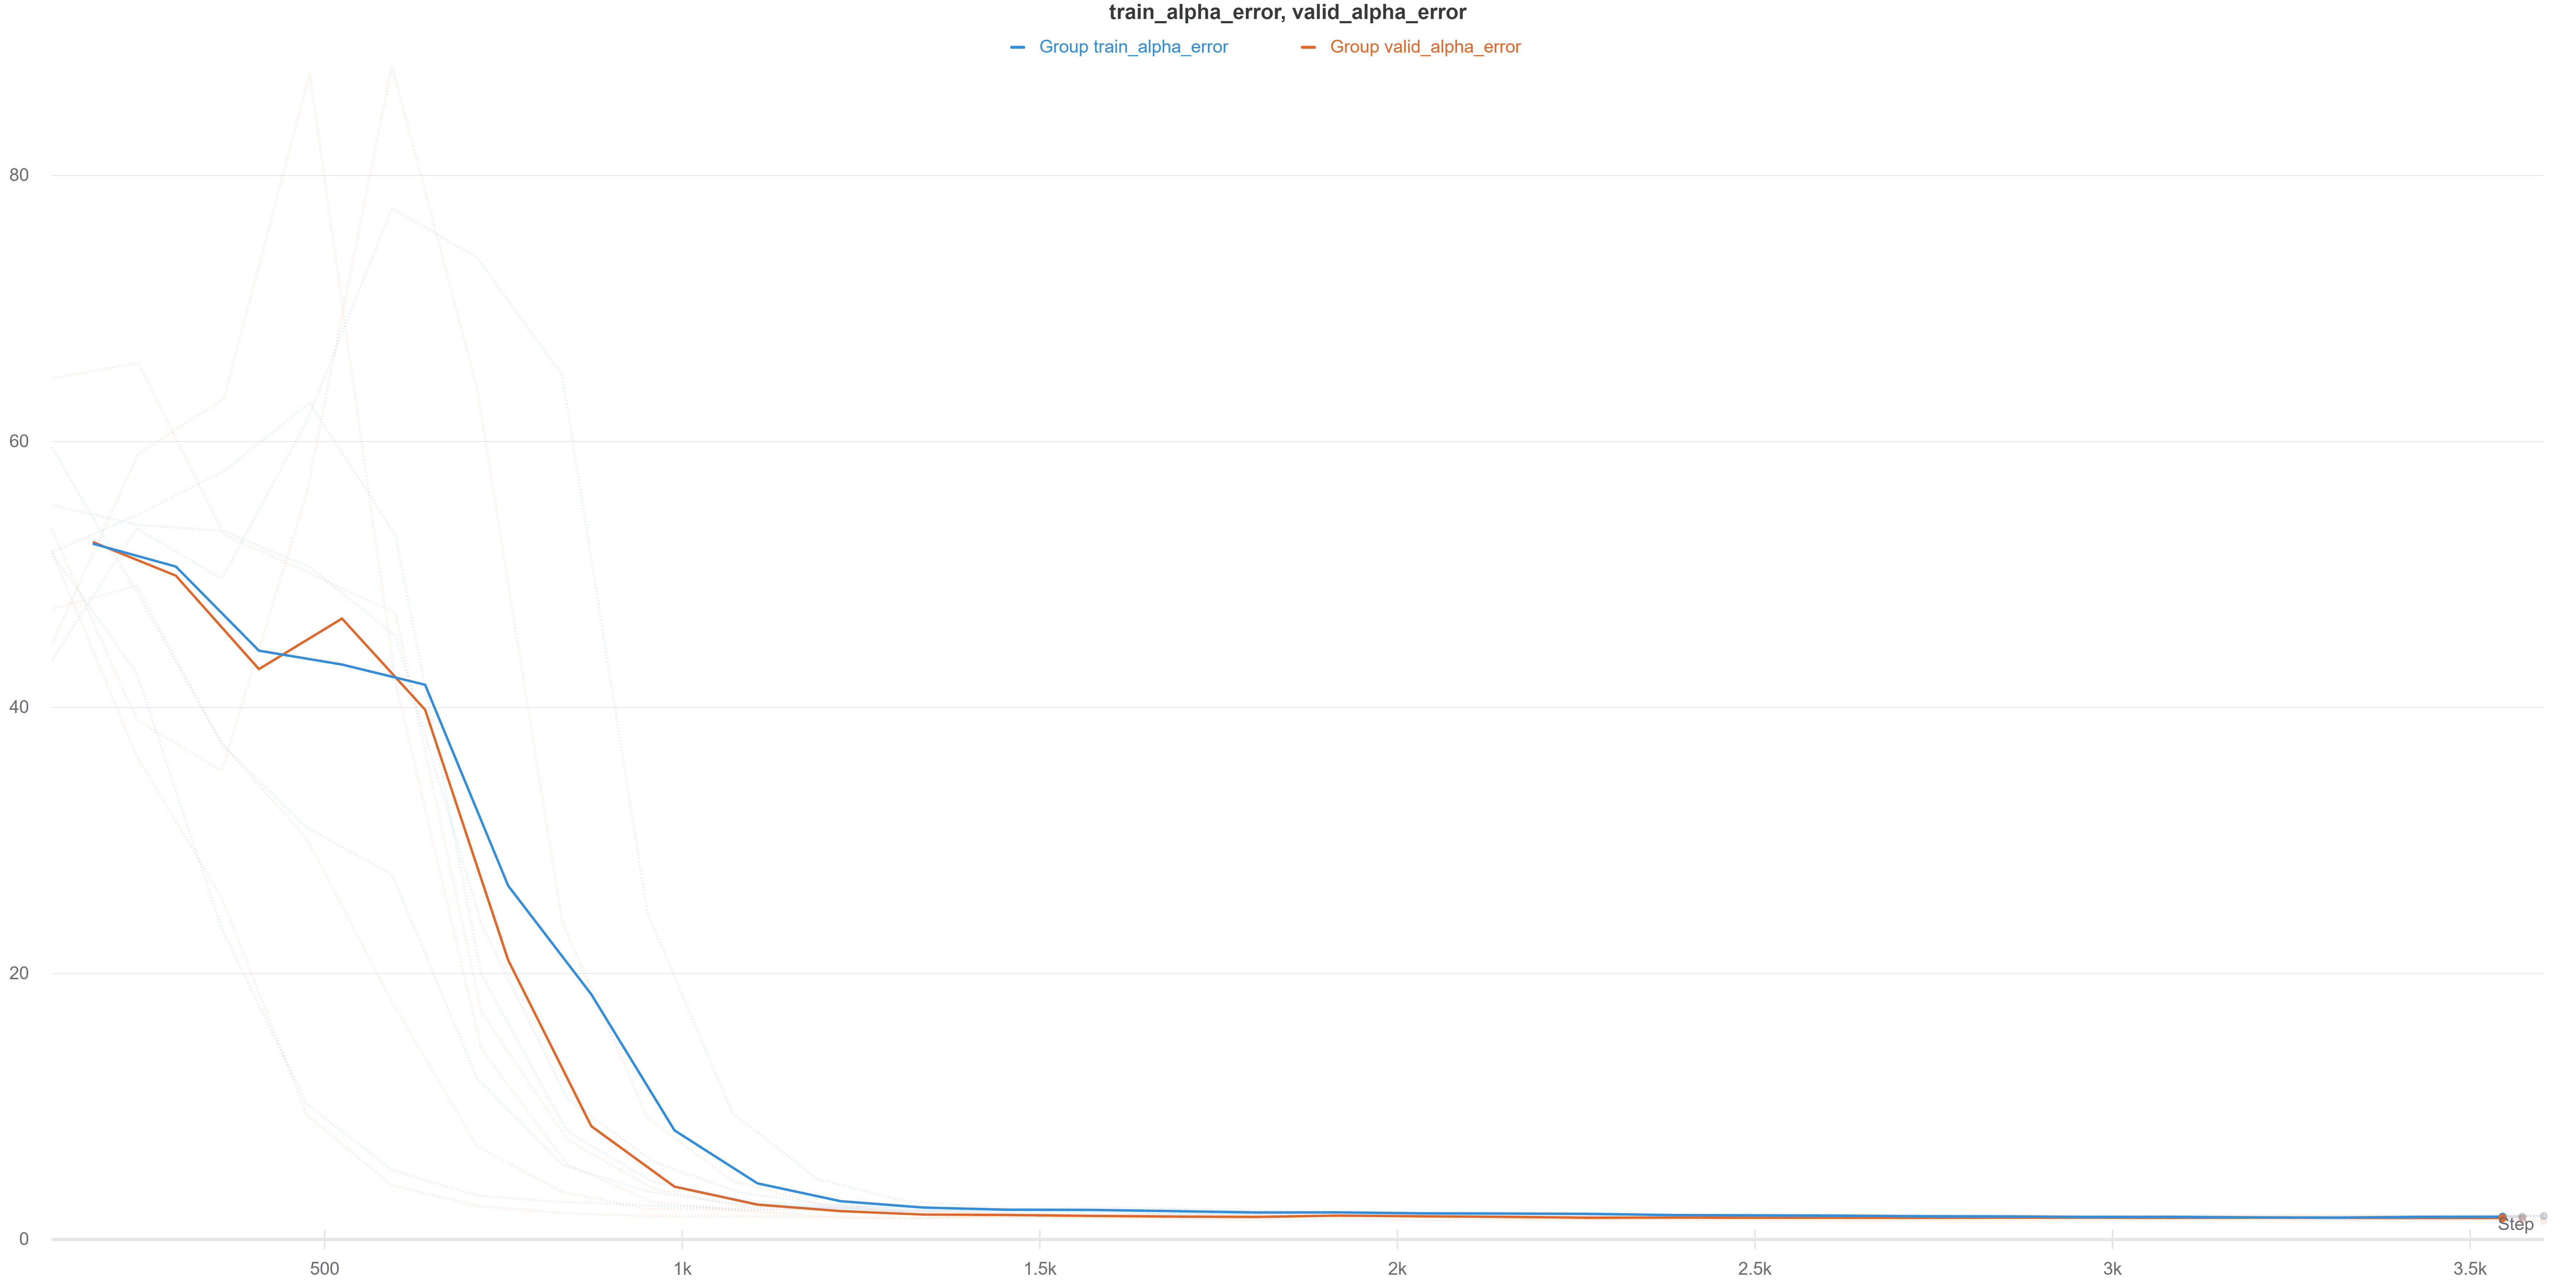 train_alpha_error, valid_alpha_error
Group train_alpha_error Group valid_alpha_error
80
60
40
20
0
Step
500 1k 1.5k 2k 2.5k 3k 3.5k